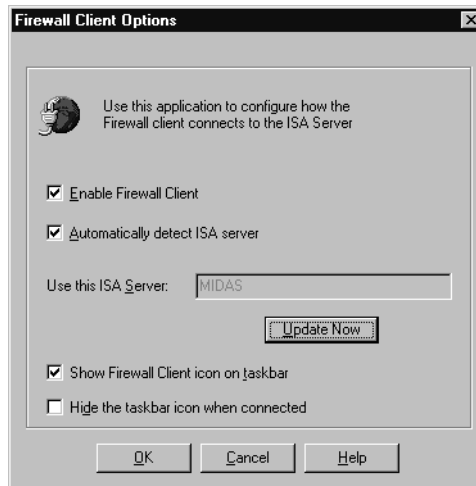 Firewall Client Options
Use this application to configure how the
Firewall client connects to the ISA Server
Enable Firewall Client
Automatically detect ISA server
Use this ISA Server:
MIDAS
Update Now
Show Firewall Client icon on taskbar
Hide the taskbar icon when connected
OK Cancel Help